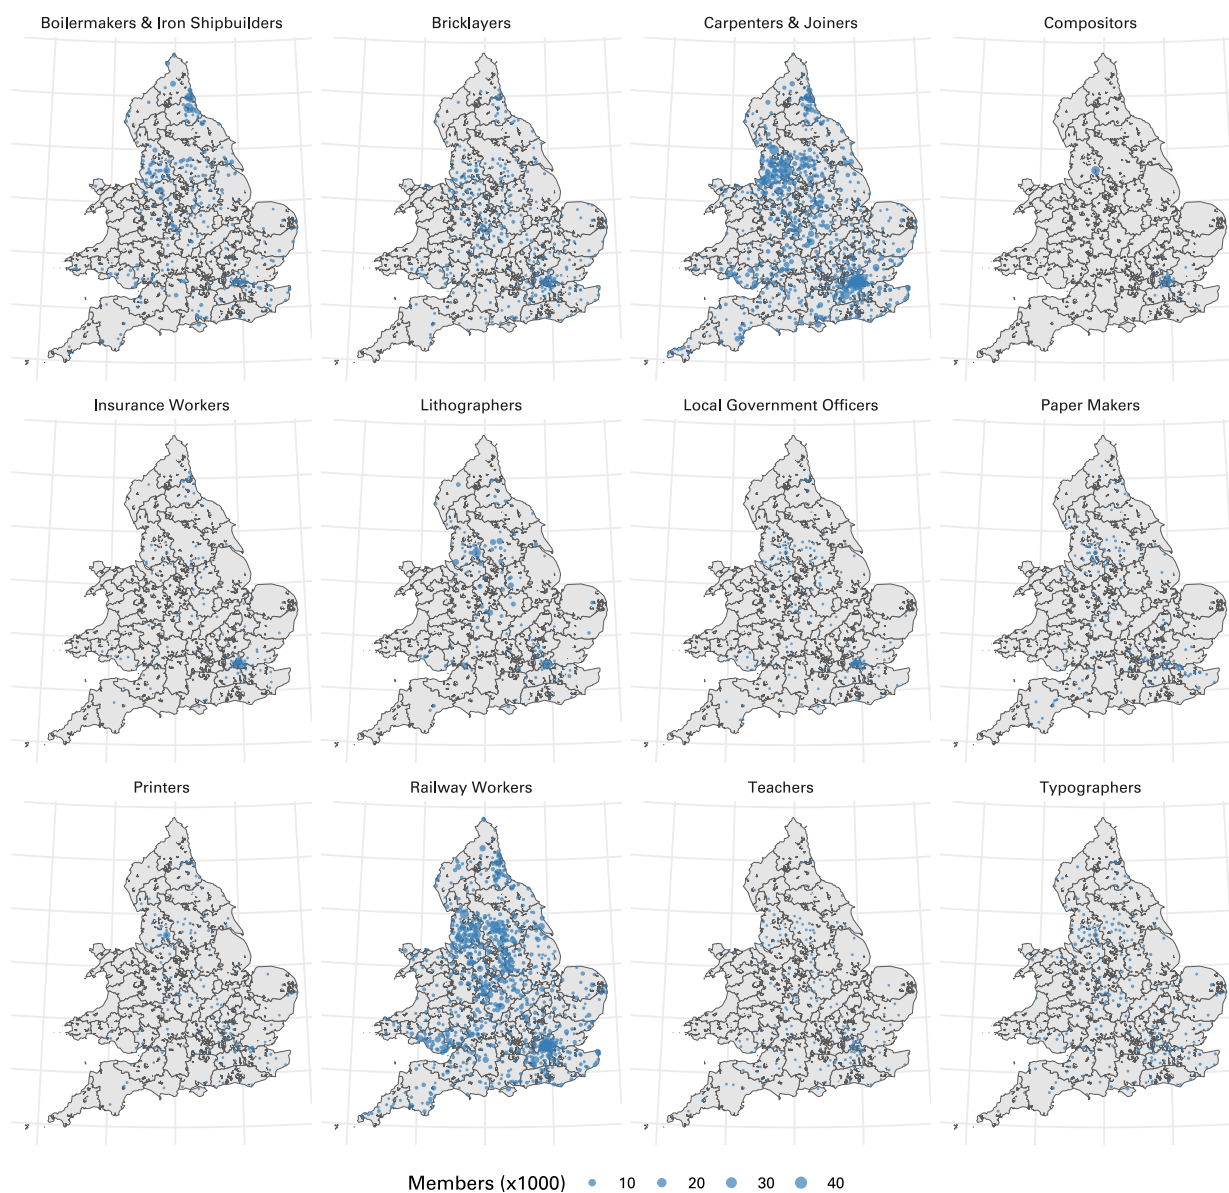 Boilermakers & Iron Shipbuilders
Bricklayers
Carpenters & Joiners
Compositors
Insurance Workers
Lithographers
Local Government Officers
Paper Makers
Printers
Railway Workers
Teachers
Typographers
Members (x1000) 10 20 30 40